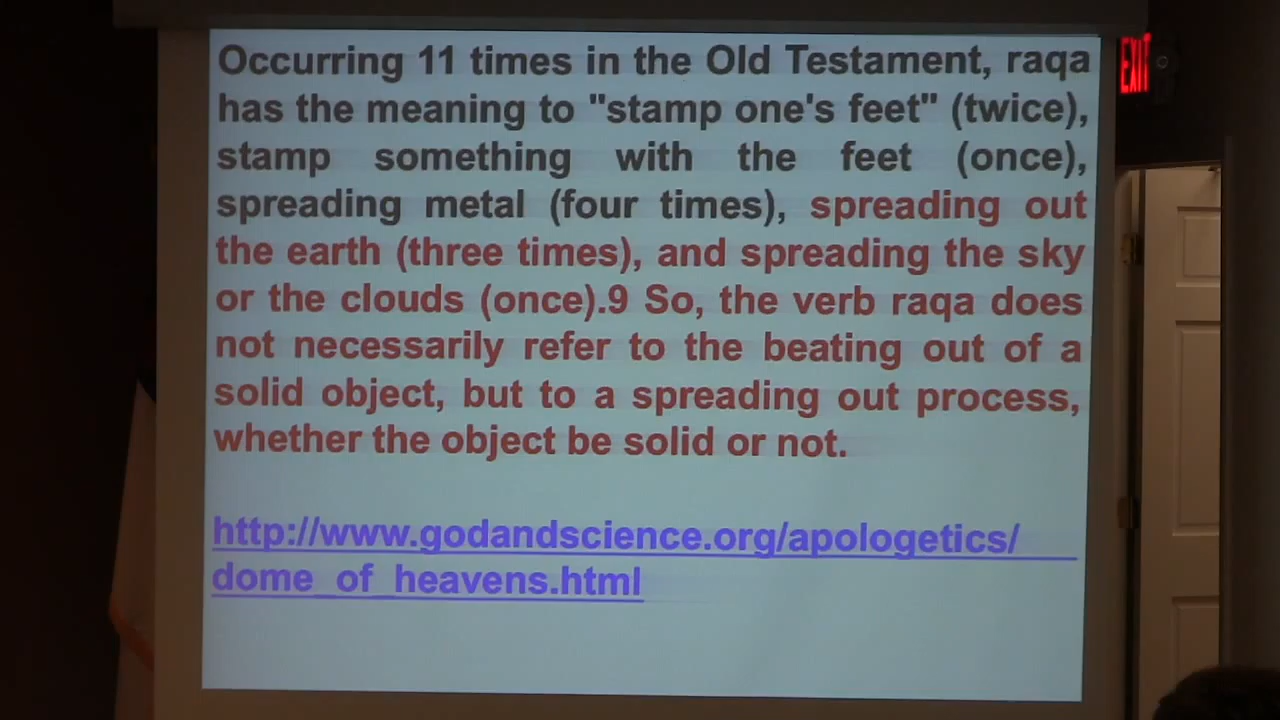 Occurring 11 times in the Old Testament, raqa
has the meaning to "stamp one's feet" (twice),
stamp something with the feet (once),
spreading metal (four times), spreading out
the earth (three times), and spreading the sky
or the clouds (once).9 So, the verb raqa does
not necessarily refer to the beating out of a
solid object, but to a spreading out process,
whether the object be solid or not.
http://www.godandscience.org/apologetics/
dome_of_heavens.html
EXIT